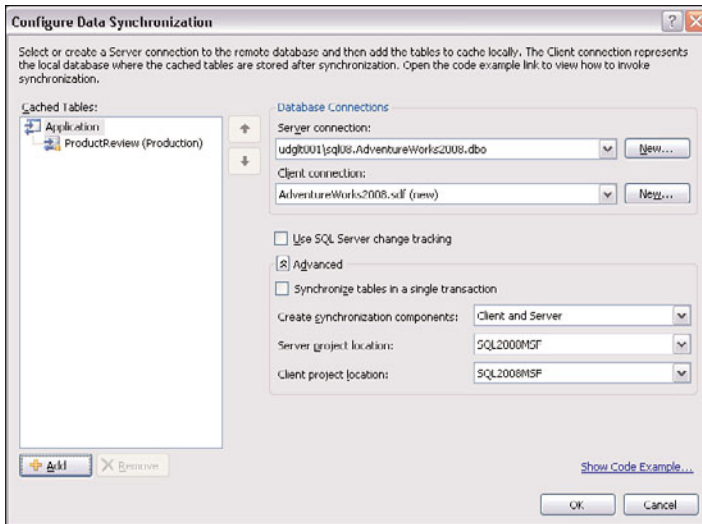 Configure Data Synchronization
Select or create a Server connection to the remote database and then add the tables to cache locally. The Client connection represents
the local database where the cached tables are stored after synchronization. Open the code example link to view how to invoke
synchronization.
Cached Tables:
Application
ProductReview (Production)
Add
Remove
Database Connections
Server connection:
udglt001\sql08.AdventureWorks2008.dbo
New...
Client connection:
AdventureWorks2008.sdf (new)
New...
Use SQL Server change tracking
Advanced
Synchronize tables in a single transaction
Create synchronization components:
Client and Server
Server project location:
SQL2000MSF
Client project location:
SQL2008MSF
Show Code Example...
OK
Cancel